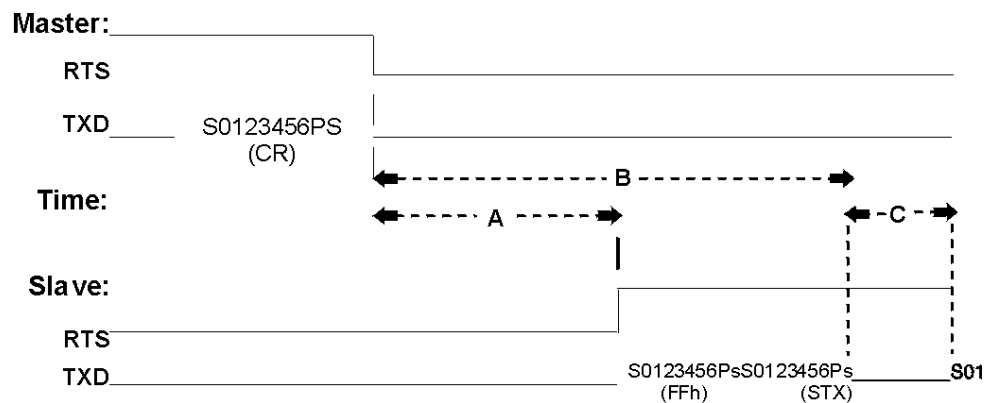 Master:
RTS
TXD S0123456PS
(CR)
B
Time:
A C
Slave:
RTS
TXD S0123456PsS0123456Ps S01
(FFh) (STX)